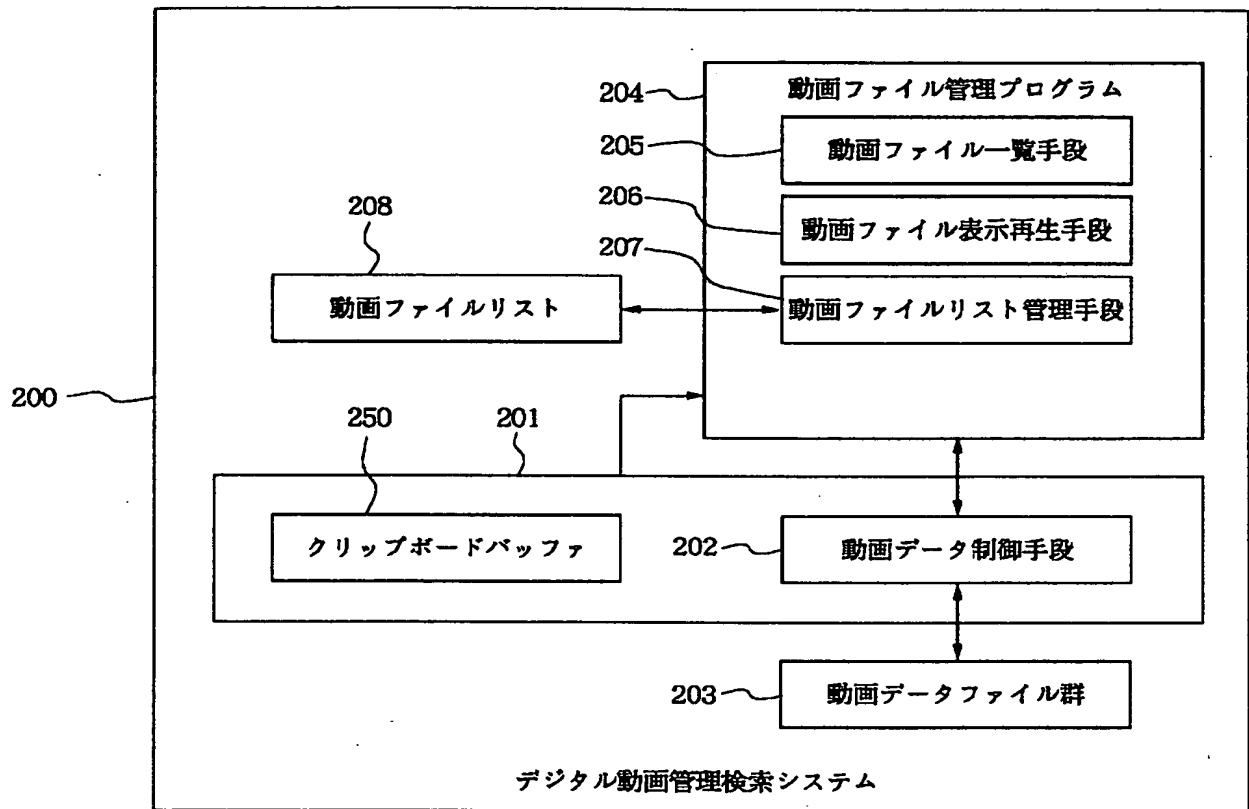 204
動画ファイル管理プログラム
205
動画ファイル一覧手段
206
動画ファイル表示再生手段
207
動画ファイルリスト管理手段
208
動画ファイルリスト
200
250
201
クリップボードバッファ
202
動画データ制御手段
203
動画データファイル群
デジタル動画管理検索システム